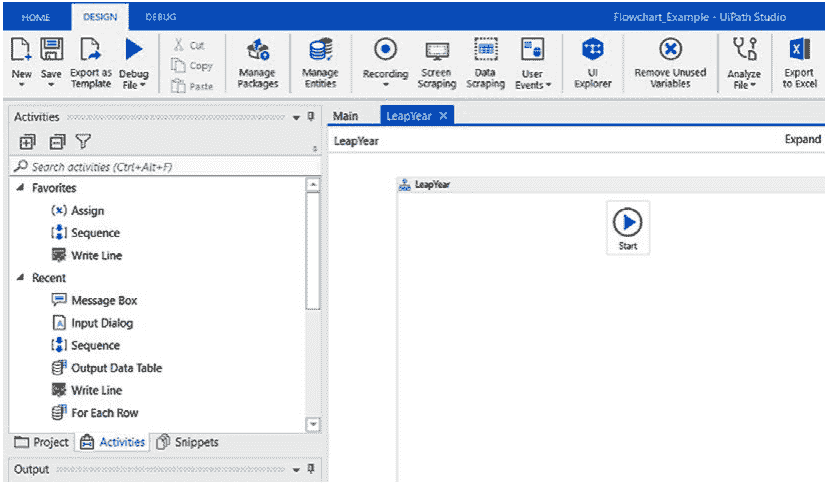 HOME DESIGN DEBUG Flowchart_Example - UiPath Studio
New Save Export as Template Debug File Cut Copy Paste Manage Packages Manage Entities Recording Screen Scraping Data Scraping User Events UI Explorer Remove Unused Variables Analyze File Export to Excel
Activities
Main LeapYear
LeapYear Expand
Search activities (Ctrl+Alt+F)
Favorites
Assign
Sequence
Write Line
Recent
Message Box
Input Dialog
Sequence
Output Data Table
Write Line
For Each Row
Project Activities Snippets
Output
LeapYear
Start